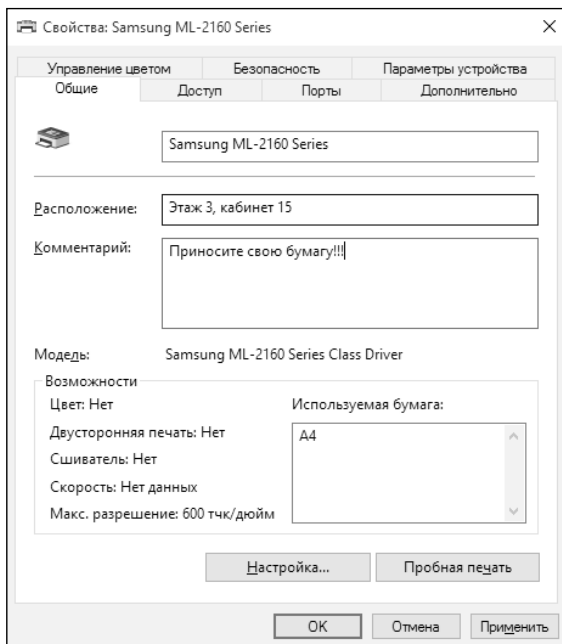 Свойства: Samsung ML-2160 Series
Управление цветом Безопасность Параметры устройства
Общие Доступ Порты Дополнительно
Samsung ML-2160 Series
Расположение: Этаж 3, кабинет 15
Комментарий: Приносите свою бумагу!!!
Модель: Samsung ML-2160 Series Class Driver
Возможности
Цвет: Нет Используемая бумага:
Двусторонняя печать: Нет A4
Сшиватель: Нет
Скорость: Нет данных
Макс. разрешение: 600 тчк/дюйм
Настройка... Пробная печать
ОК Отмена Применить